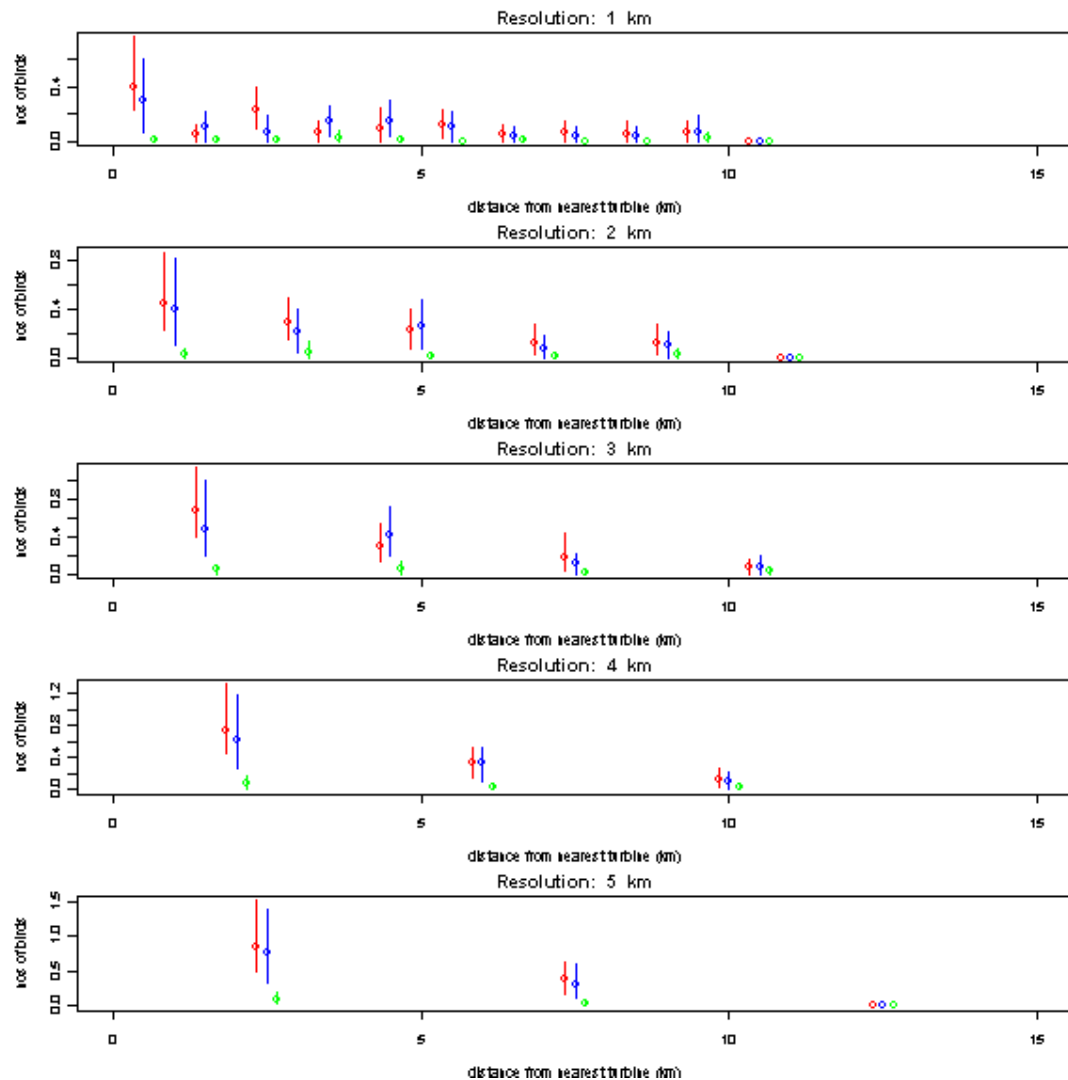 Resolution: 1 km
nos of birds
0.0 0.4
0 5 10 15
distance from nearest turbine (km)
Resolution: 2 km
nos of birds
0.0 0.4 0.8
0 5 10 15
distance from nearest turbine (km)
Resolution: 3 km
nos of birds
0.0 0.4 0.8
0 5 10 15
distance from nearest turbine (km)
Resolution: 4 km
nos of birds
0.0 0.4 0.8 1.2
0 5 10 15
distance from nearest turbine (km)
Resolution: 5 km
nos of birds
0.0 0.5 1.0 1.5
0 5 10 15
distance from nearest turbine (km)